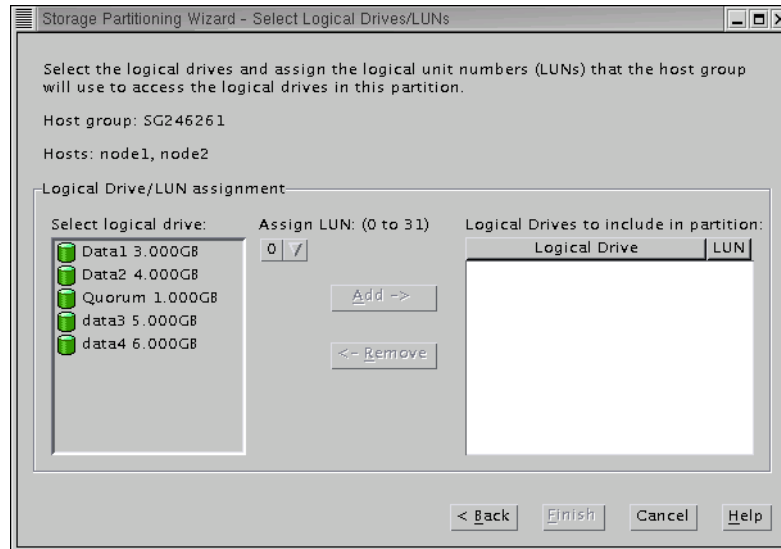 Storage Partitioning Wizard - Select Logical Drives/LUNs
Select the logical drives and assign the logical unit numbers (LUNs) that the host group
will use to access the logical drives in this partition.
Host group: SG246261
Hosts: node1, node2
Logical Drive/LUN assignment
Select logical drive:
Data1 3.000GB
Data2 4.000GB
Quorum 1.000GB
data3 5.000GB
data4 6.000GB
Assign LUN: (0 to 31)
0
Add ->
<- Remove
Logical Drives to include in partition:
Logical Drive LUN
< Back Finish Cancel Help